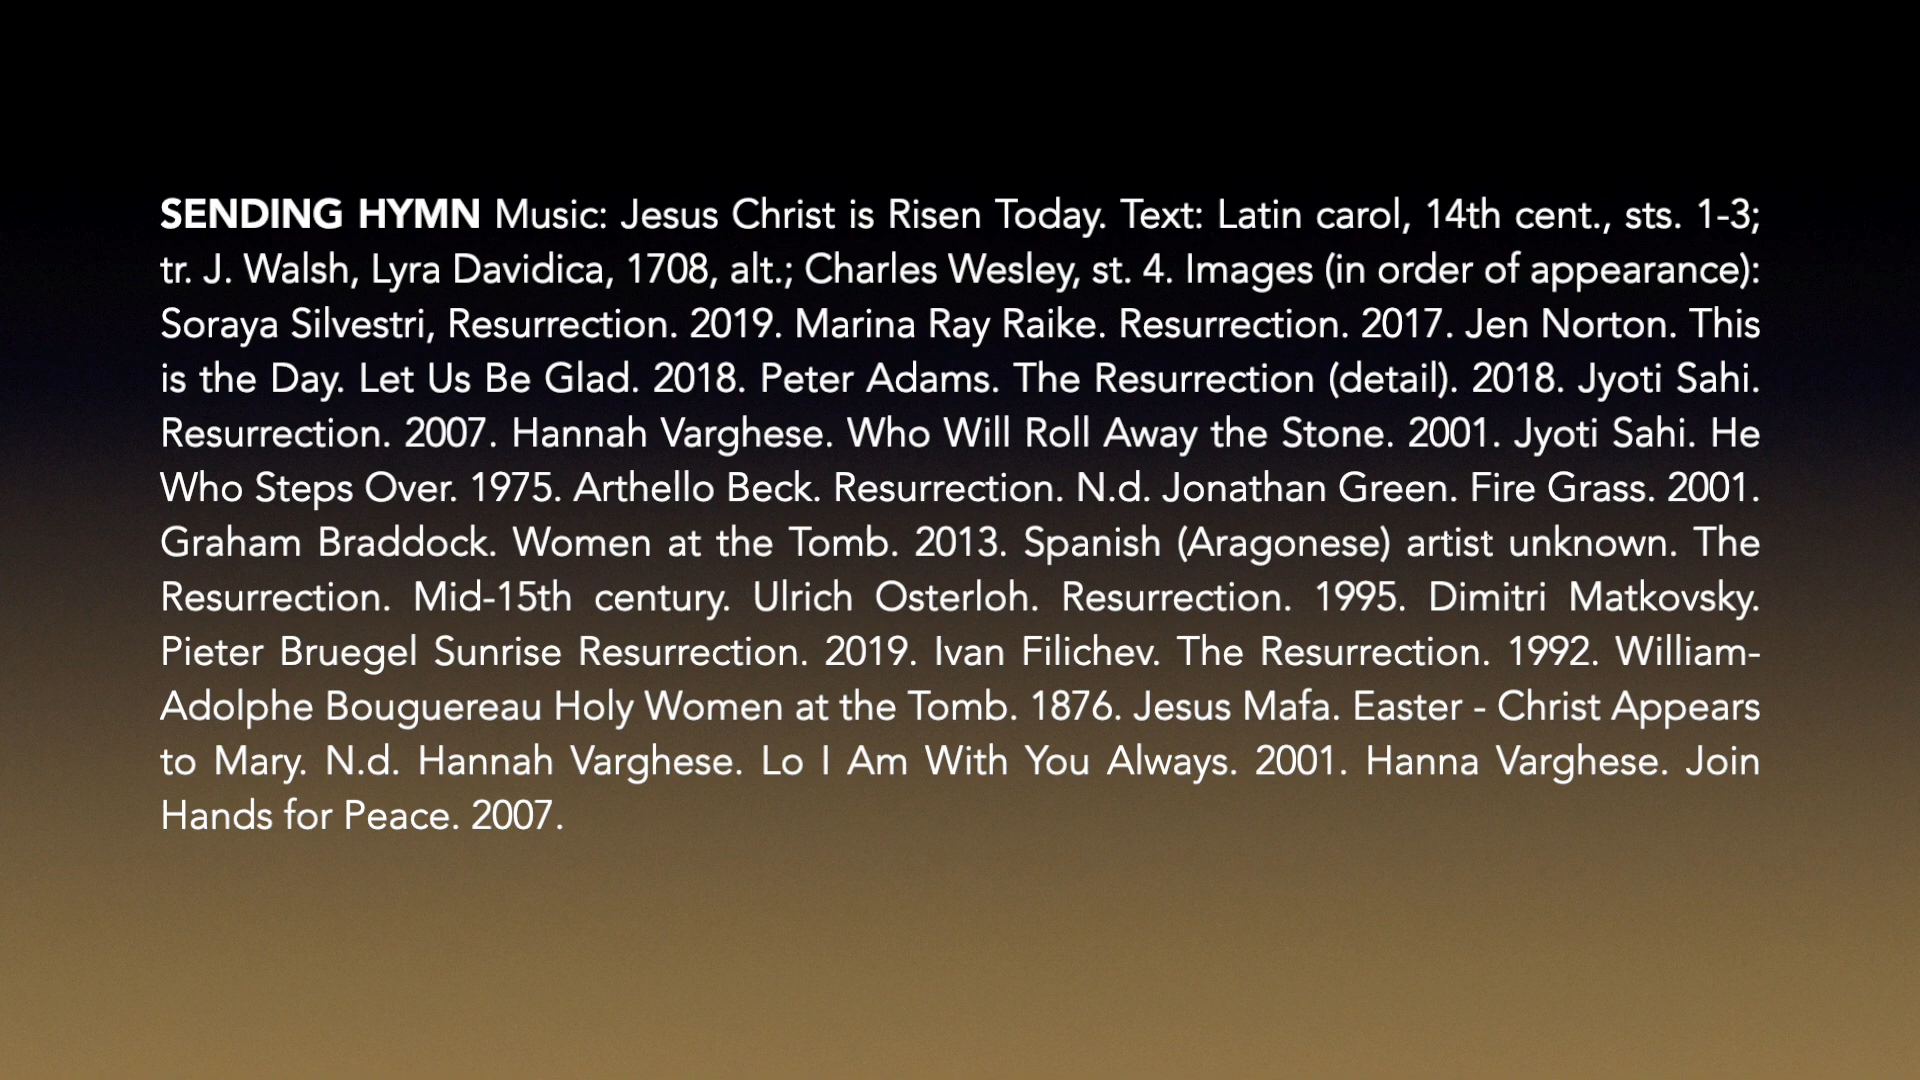 SENDING HYMN Music: Jesus Christ is Risen Today. Text: Latin carol, 14th cent., sts. 1-3;
tr. J. Walsh, Lyra Davidica, 1708, alt.; Charles Wesley, st. 4. Images (in order of appearance):
Soraya Silvestri, Resurrection. 2019. Marina Ray Raike. Resurrection. 2017. Jen Norton. This
is the Day. Let Us Be Glad. 2018. Peter Adams. The Resurrection (detail). 2018. Jyoti Sahi.
Resurrection. 2007. Hannah Varghese. Who Will Roll Away the Stone. 2001. Jyoti Sahi. He
Who Steps Over. 1975. Arthello Beck. Resurrection. N.d. Jonathan Green. Fire Grass. 2001.
Graham Braddock. Women at the Tomb. 2013. Spanish (Aragonese) artist unknown. The
Resurrection. Mid-15th century. Ulrich Osterloh. Resurrection. 1995. Dimitri Matkovsky.
Pieter Bruegel Sunrise Resurrection. 2019. Ivan Filichev. The Resurrection. 1992. William-
Adolphe Bouguereau Holy Women at the Tomb. 1876. Jesus Mafa. Easter - Christ Appears
to Mary. N.d. Hannah Varghese. Lo I Am With You Always. 2001. Hanna Varghese. Join
Hands for Peace. 2007.